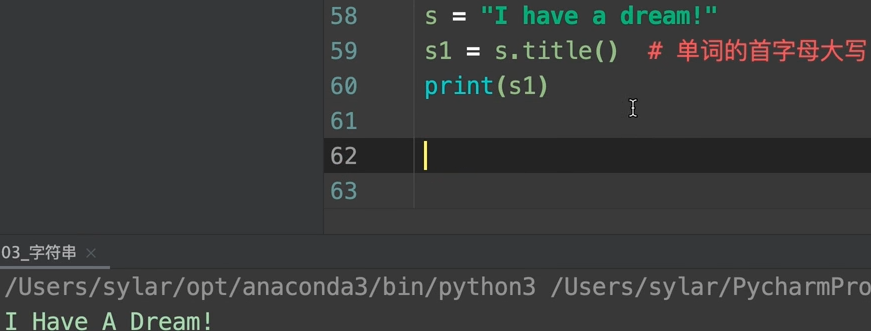 58 s = "I have a dream!"
59 s1 = s.title()  # 单词的首字母大写
60 print(s1)
61
62
63
03_字符串 ×
/Users/sylar/opt/anaconda3/bin/python3 /Users/sylar/PycharmPro
I Have A Dream!